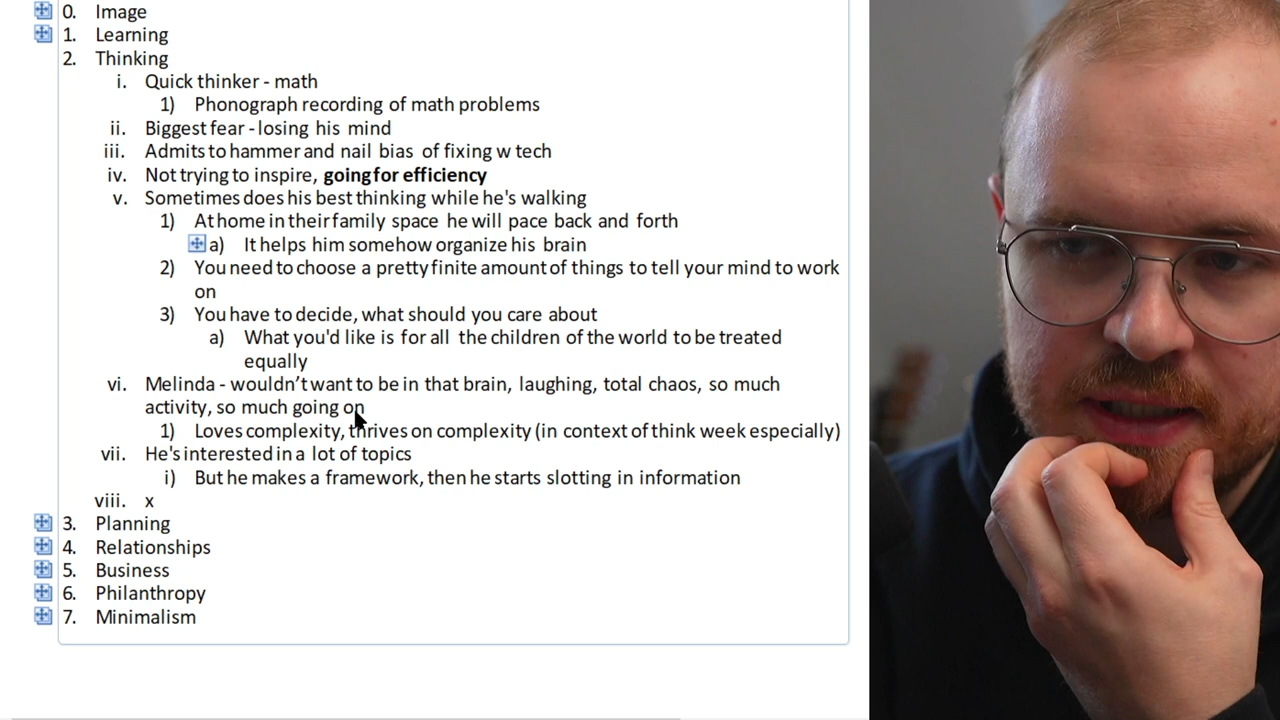 0. Image
1. Learning
2. Thinking
i. Quick thinker - math
1) Phonograph recording of math problems
ii. Biggest fear - losing his mind
iii. Admits to hammer and nail bias of fixing w tech
iv. Not trying to inspire, going for efficiency
v. Sometimes does his best thinking while he's walking
1) At home in their family space he will pace back and forth
a) It helps him somehow organize his brain
2) You need to choose a pretty finite amount of things to tell your mind to work
on
3) You have to decide, what should you care about
a) What you'd like is for all the children of the world to be treated
equally
vi. Melinda - wouldn’t want to be in that brain, laughing, total chaos, so much
activity, so much going on
1) Loves complexity, thrives on complexity (in context of think week especially)
vii. He's interested in a lot of topics
i) But he makes a framework, then he starts slotting in information
viii. x
3. Planning
4. Relationships
5. Business
6. Philanthropy
7. Minimalism